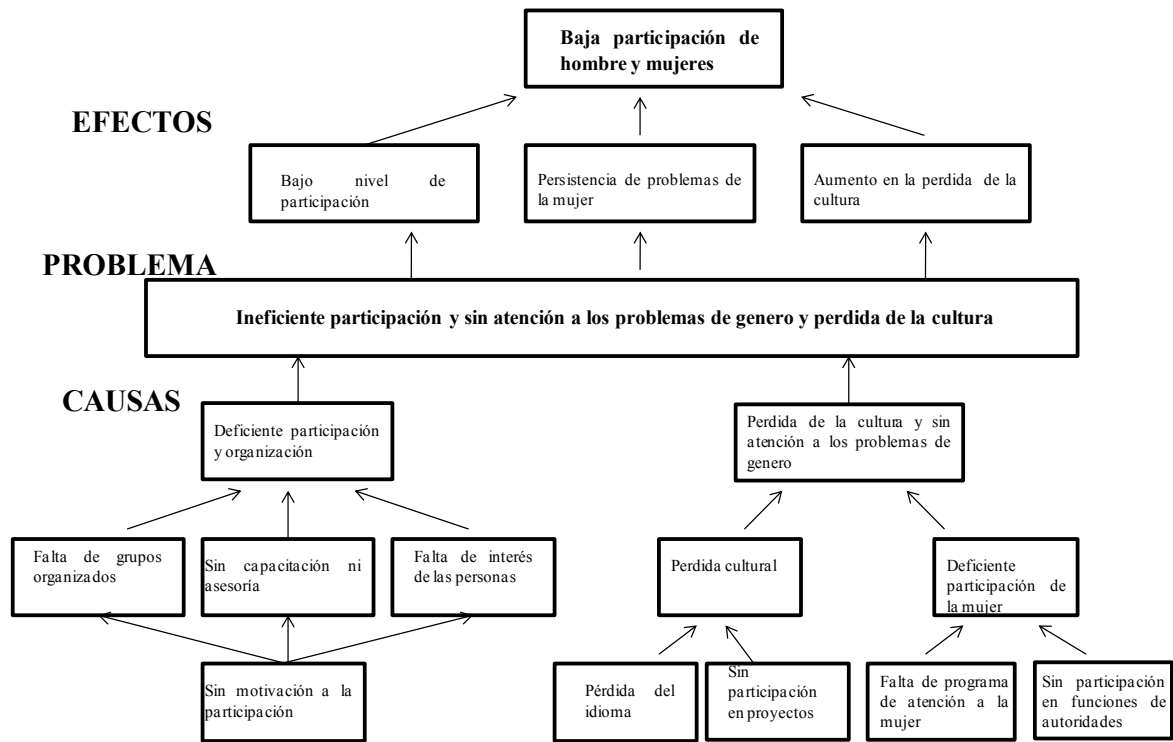 Baja participación de
hombre y mujeres
EFECTOS
Bajo nivel de
participación
Persistencia de problemas de
la mujer
Aumento en la perdida de la
cultura
PROBLEMA
Ineficiente participación y sin atención a los problemas de genero y perdida de la cultura
CAUSAS
Deficiente participación
y organización
Perdida de la cultura y sin
atención a los problemas de
genero
Falta de grupos
organizados
Sin capacitación ni
asesoría
Falta de interés
de las personas
Perdida cultural
Deficiente
participación de
la mujer
Sin motivación a la
participación
Pérdida del
idioma
Sin
participación
en proyectos
Falta de programa
de atención a la
mujer
Sin participación
en funciones de
autoridades